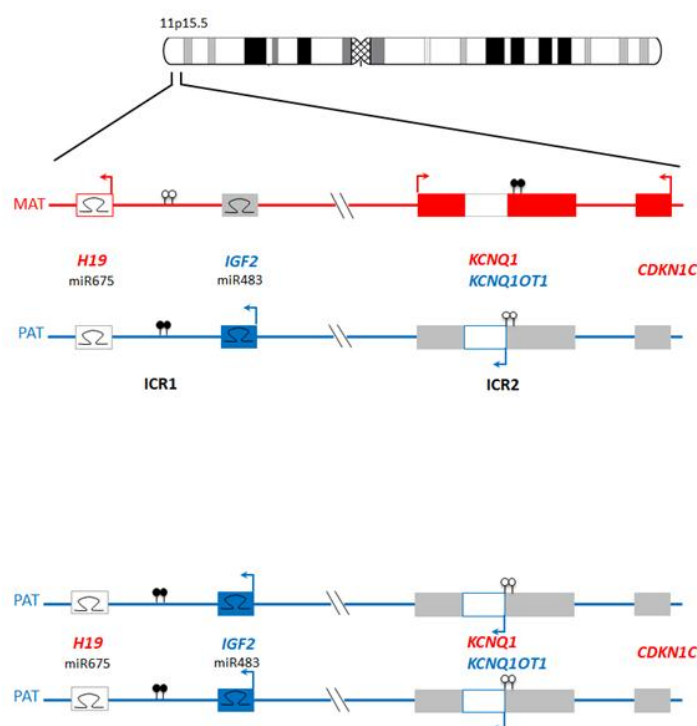 11p15.5
MAT
H19 IGF2 KCNQ1
miR675 miR483 KCNQ1OT1 CDKN1C
PAT
ICR1 ICR2
PAT
H19 IGF2 KCNQ1
miR675 miR483 KCNQ1OT1 CDKN1C
PAT